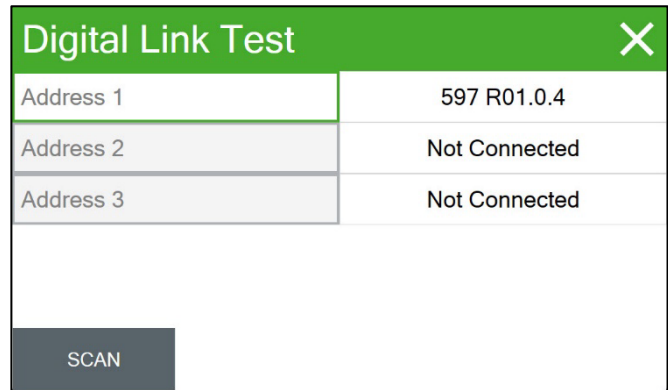 Digital Link Test
Address 1 597 R01.0.4
Address 2 Not Connected
Address 3 Not Connected
SCAN